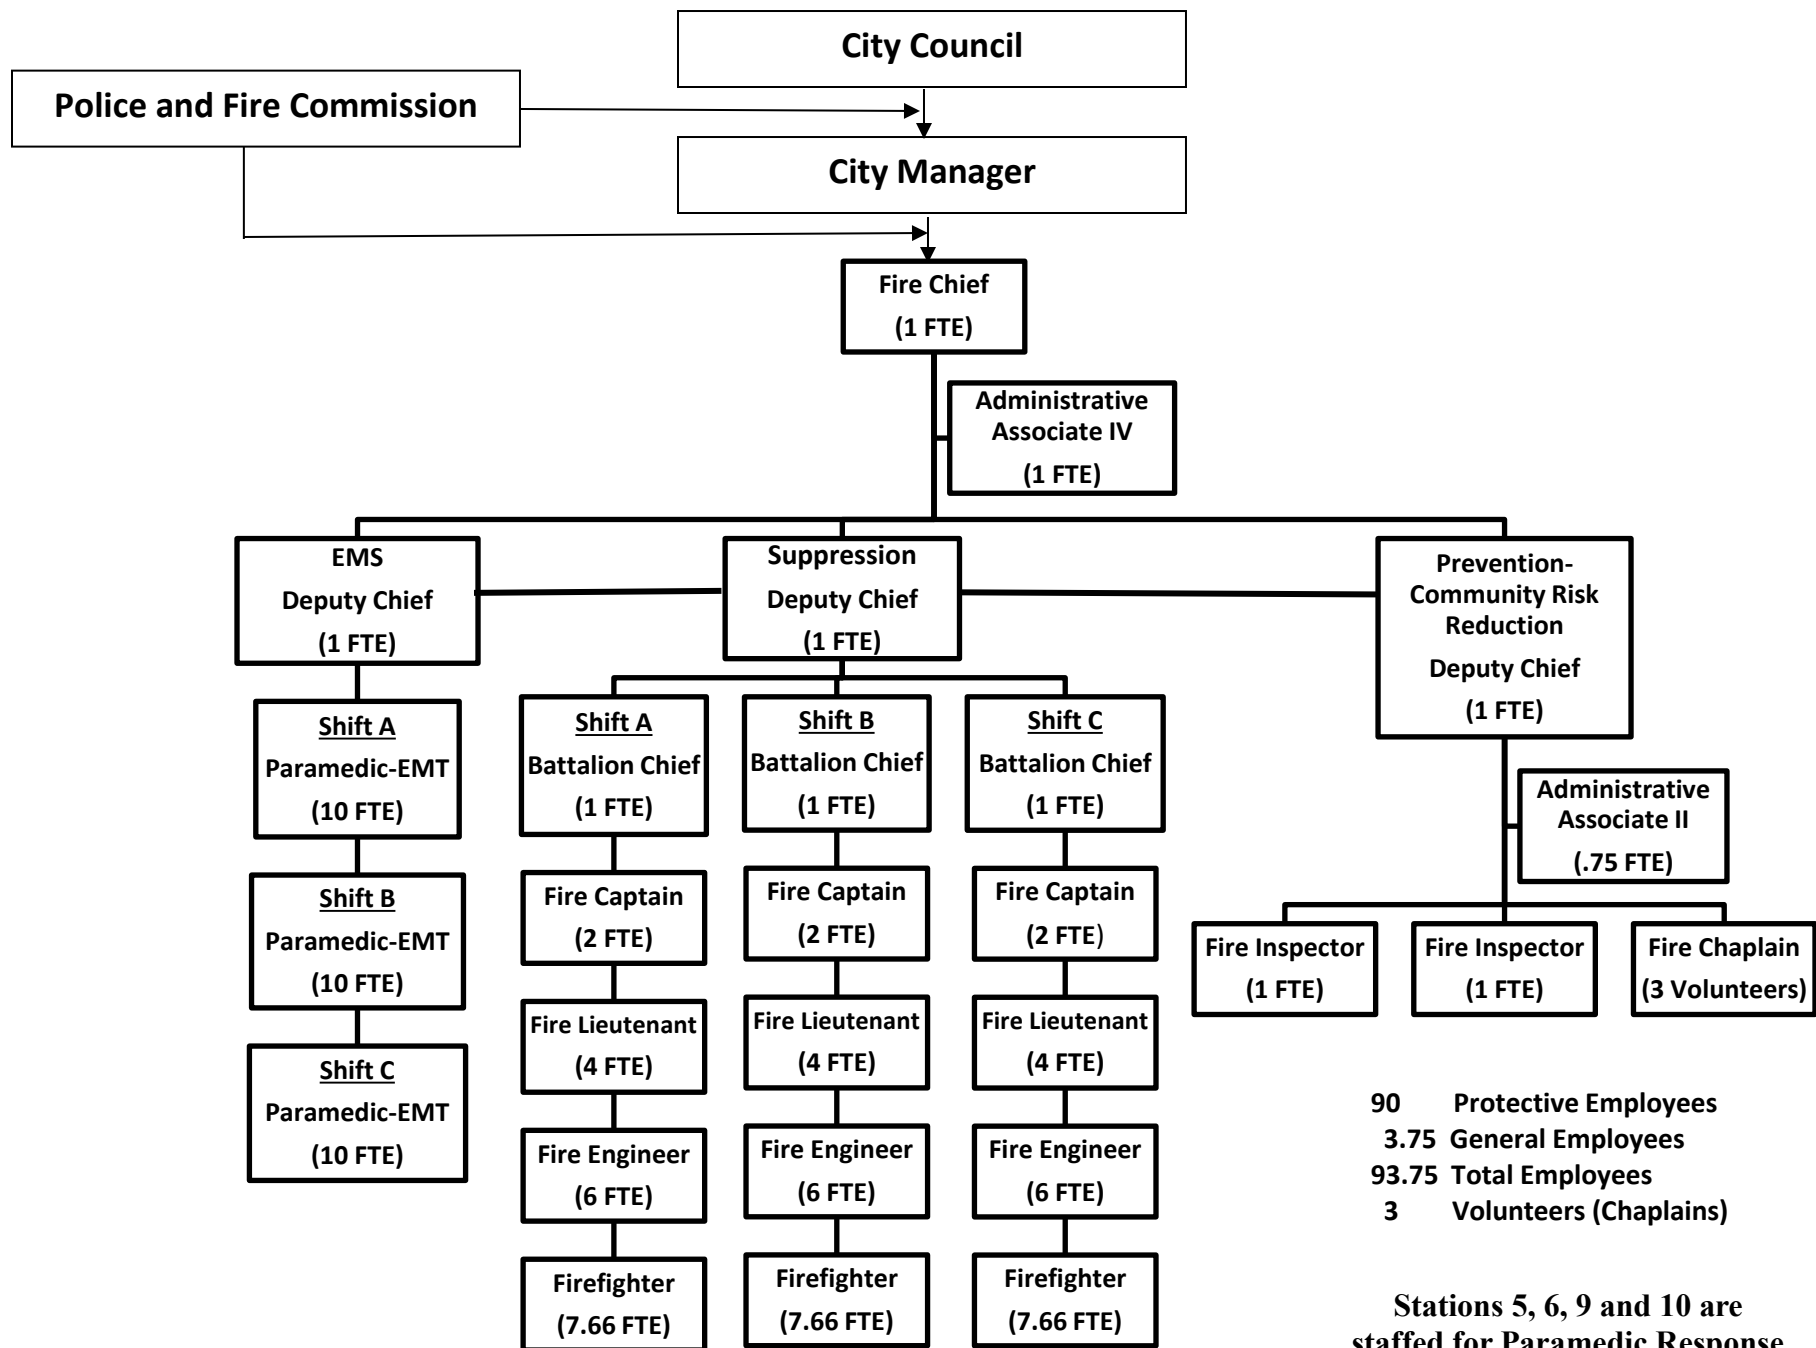 City Council
Police and Fire Commission
City Manager
Fire Chief
(1 FTE)
Administrative
Associate IV
(1 FTE)
EMS
Deputy Chief
(1 FTE)
Suppression
Deputy Chief
(1 FTE)
Prevention-
Community Risk
Reduction
Deputy Chief
(1 FTE)
Shift A
Paramedic-EMT
(10 FTE)
Shift B
Paramedic-EMT
(10 FTE)
Shift C
Paramedic-EMT
(10 FTE)
Shift A
Battalion Chief
(1 FTE)
Fire Captain
(2 FTE)
Fire Lieutenant
(4 FTE)
Fire Engineer
(6 FTE)
Firefighter
(7.66 FTE)
Shift B
Battalion Chief
(1 FTE)
Fire Captain
(2 FTE)
Fire Lieutenant
(4 FTE)
Fire Engineer
(6 FTE)
Firefighter
(7.66 FTE)
Shift C
Battalion Chief
(1 FTE)
Fire Captain
(2 FTE)
Fire Lieutenant
(4 FTE)
Fire Engineer
(6 FTE)
Firefighter
(7.66 FTE)
Administrative
Associate II
(.75 FTE)
Fire Inspector
(1 FTE)
Fire Inspector
(1 FTE)
Fire Chaplain
(3 Volunteers)
90 Protective Employees
3.75 General Employees
93.75 Total Employees
3 Volunteers (Chaplains)
Stations 5, 6, 9 and 10 are
staffed for Paramedic Response